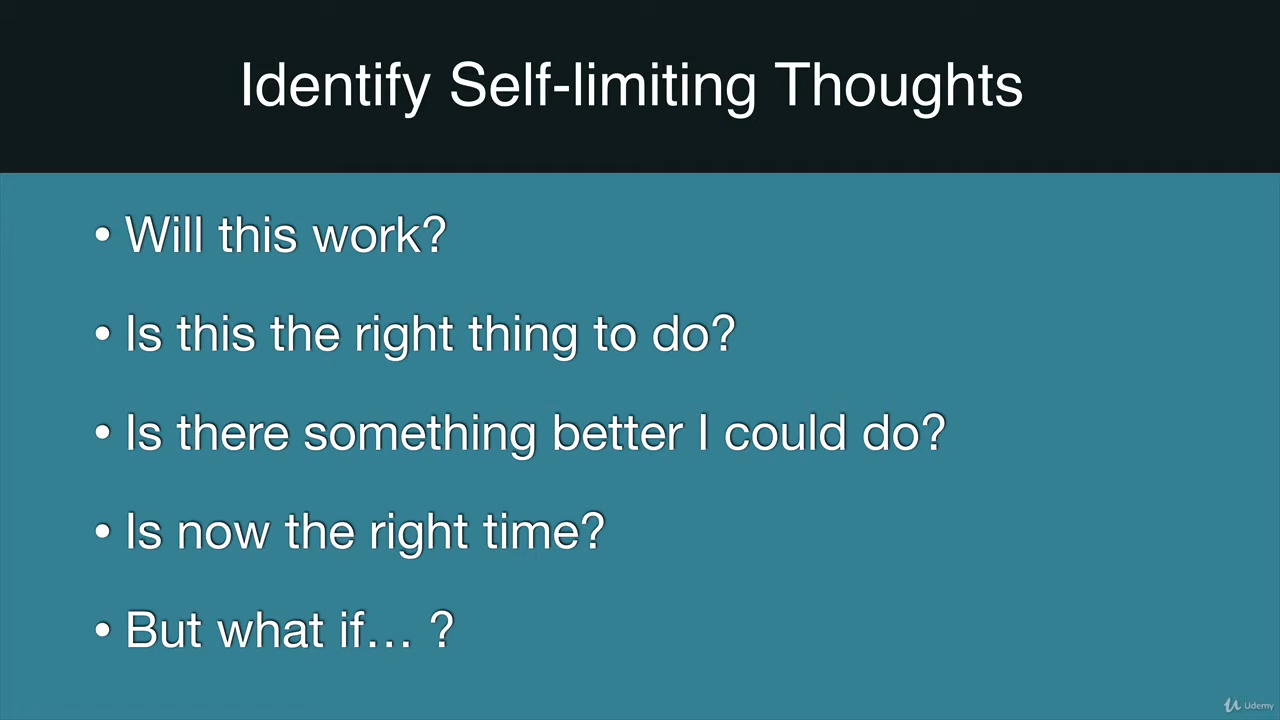 Identify Self-limiting Thoughts
• Will this work?
• Is this the right thing to do?
• Is there something better I could do?
• Is now the right time?
• But what if… ?
Udemy